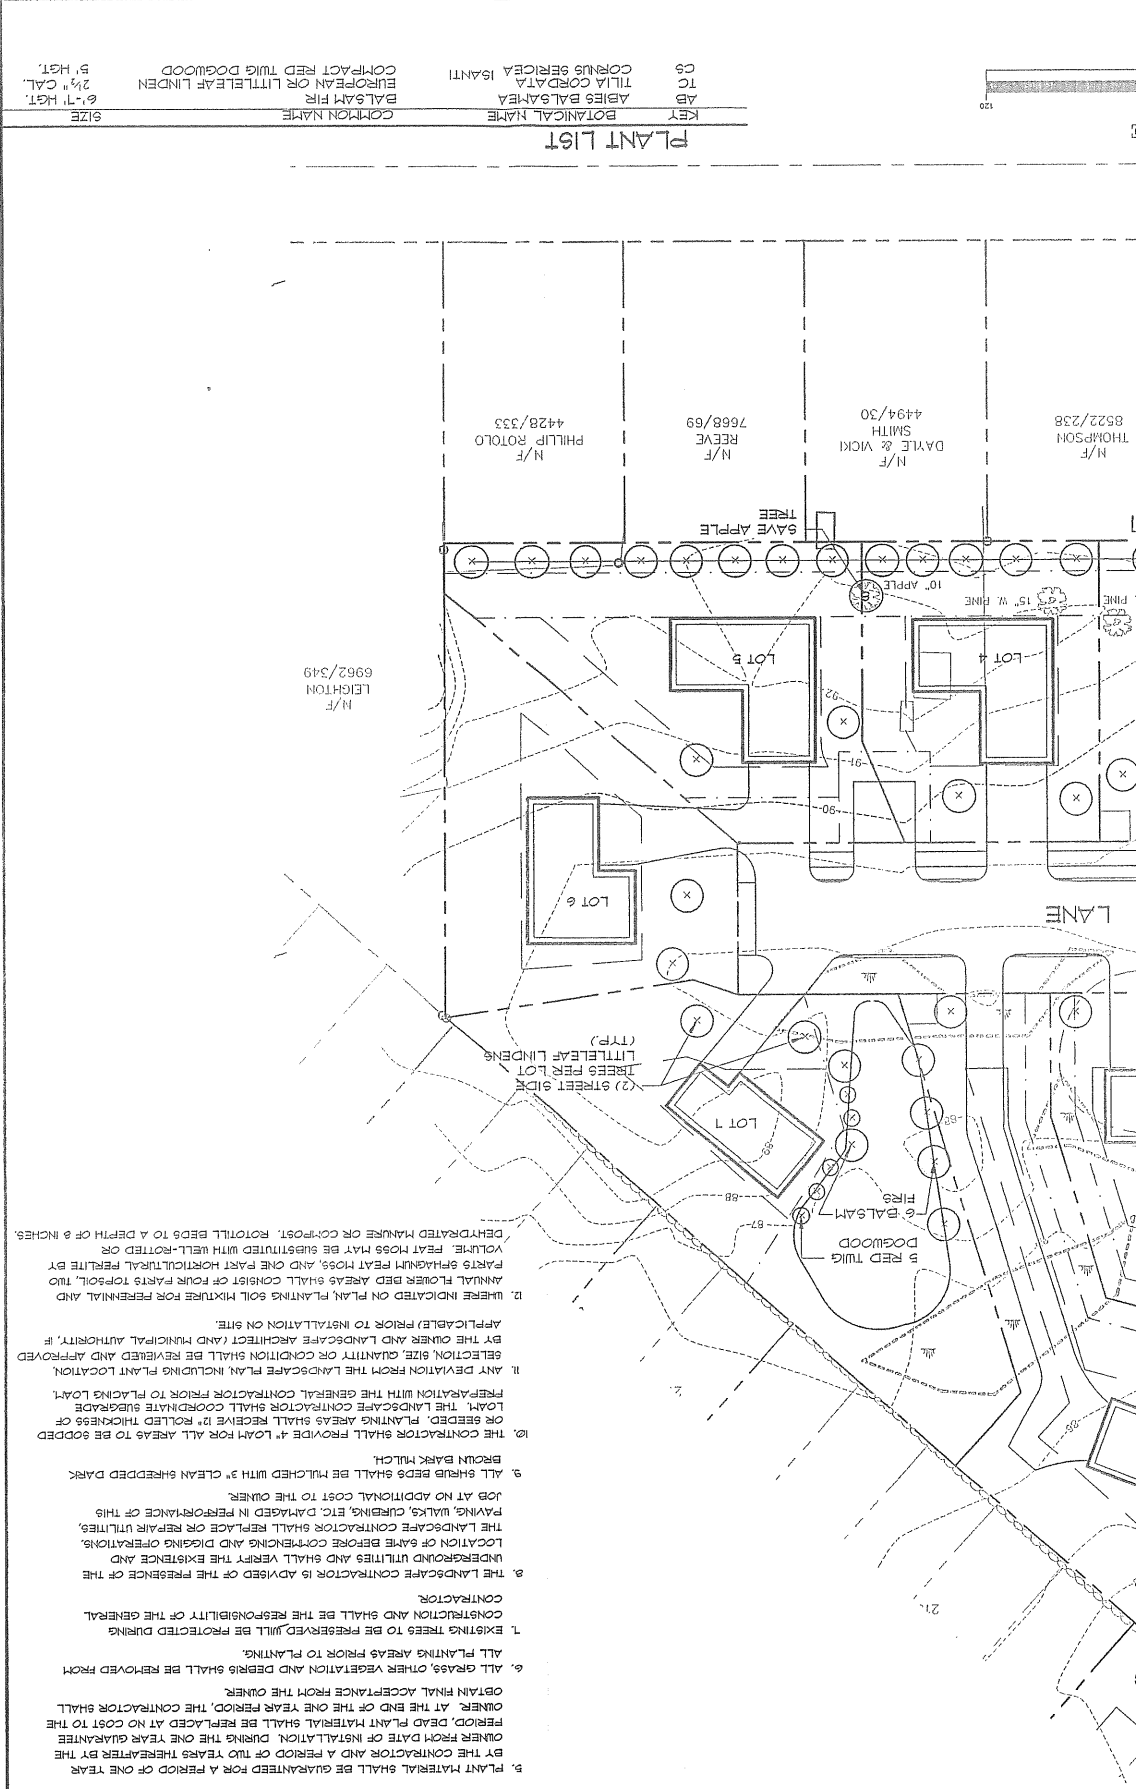 5. PLANT MATERIAL SHALL BE GUARANTEED FOR A PERIOD OF ONE YEAR
BY THE CONTRACTOR AND A PERIOD OF TWO YEARS THEREAFTER BY THE
OWNER FROM DATE OF INSTALLATION. DURING THE ONE YEAR GUARANTEE
PERIOD, DEAD PLANT MATERIAL SHALL BE REPLACED AT NO COST TO THE
OWNER. AT THE END OF THE ONE YEAR PERIOD, THE CONTRACTOR SHALL
OBTAIN FINAL ACCEPTANCE FROM THE OWNER.
6. ALL GRASS, OTHER VEGETATION AND DEBRIS SHALL BE REMOVED FROM
ALL PLANTING AREAS PRIOR TO PLANTING.
7. EXISTING TREES TO BE PRESERVED WILL BE PROTECTED DURING
CONSTRUCTION AND SHALL BE THE RESPONSIBILITY OF THE GENERAL
CONTRACTOR.
8. THE LANDSCAPE CONTRACTOR IS ADVISED OF THE PRESENCE OF THE
UNDERGROUND UTILITIES AND SHALL VERIFY THE EXISTENCE AND
LOCATION OF SAME BEFORE COMMENCING AND DIGGING OPERATIONS.
THE LANDSCAPE CONTRACTOR SHALL REPLACE OR REPAIR UTILITIES,
PAVING, WALKS, CURBING, ETC. DAMAGED IN PERFORMANCE OF THIS
JOB AT NO ADDITIONAL COST TO THE OWNER.
9. ALL SHRUB BEDS SHALL BE MULCHED WITH 3" CLEAN SHREDDED DARK
BROWN BARK MULCH.
10. THE CONTRACTOR SHALL PROVIDE 4" LOAM FOR ALL AREAS TO BE SODDED
OR SEEDED. PLANTING AREAS SHALL RECEIVE 12" ROLLED THICKNESS OF
LOAM. THE LANDSCAPE CONTRACTOR SHALL COORDINATE SUBGRADE
PREPARATION WITH THE GENERAL CONTRACTOR PRIOR TO PLACING LOAM.
11. ANY DEVIATION FROM THE LANDSCAPE PLAN, INCLUDING PLANT LOCATION,
SELECTION, SIZE, QUANTITY OR CONDITION SHALL BE REVIEWED AND APPROVED
BY THE OWNER AND LANDSCAPE ARCHITECT (AND MUNICIPAL AUTHORITY, IF
APPLICABLE) PRIOR TO INSTALLATION ON SITE.
12. WHERE INDICATED ON PLAN, PLANTING SOIL MIXTURE FOR PERENNIAL AND
ANNUAL FLOWER BED AREAS SHALL CONSIST OF FOUR PARTS TOPSOIL, TWO
PARTS SPHAGNUM PEAT MOSS, AND ONE PART HORTICULTURAL PERLITE BY
VOLUME. PEAT MOSS MAY BE SUBSTITUTED WITH WELL-ROTTED OR
DEHYDRATED MANURE OR COMPOST. ROTOTILL BEDS TO A DEPTH OF 8 INCHES.
86
5 RED TWIG
DOGWOOD
6 BALSAM
FIRS
87
88
89
LOT 7
(2) STREET SIDE
TREES PER LOT
LITTLELEAF LINDENS
(TYP.)
LANE
LOT 6
90
91
92
LOT 4
LOT 5
N/F
LEIGHTON
6962/349
15" W. PINE
PINE
10" APPLE
SAVE APPLE
TREE
N/F
THOMPSON
8522/238
N/F
DAYLE & VICKI
SMITH
4494/30
N/F
REEVE
7668/69
N/F
PHILLIP ROTOLO
4428/333
120
PLANT LIST
KEY BOTANICAL NAME COMMON NAME SIZE
AB ABIES BALSAMEA BALSAM FIR 6'-7' HGT.
TC TILIA CORDATA EUROPEAN OR LITTLELEAF LINDEN 2½" CAL.
CS CORNUS SERICEA ISANTI COMPACT RED TWIG DOGWOOD 5' HGT.